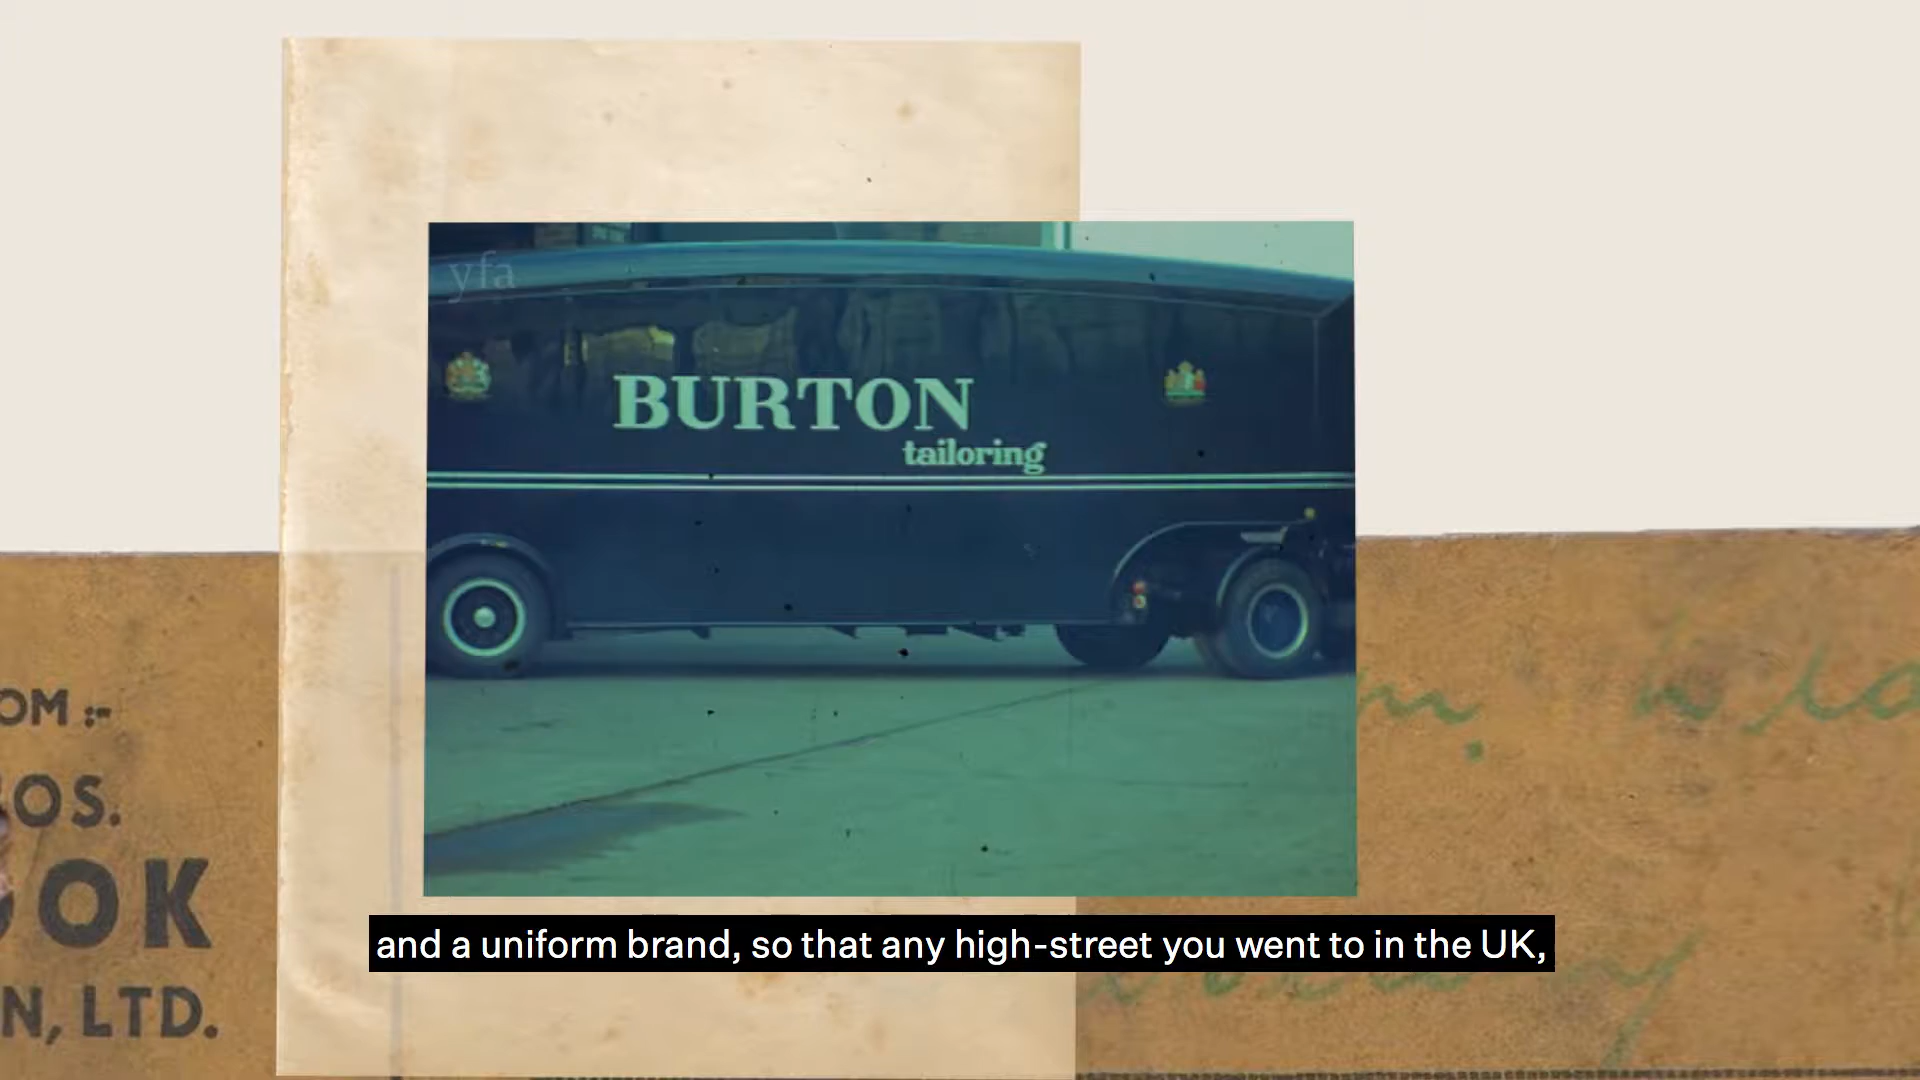 yfa
BURTON
tailoring
OM :-
OS.
OOK
N, LTD.
and a uniform brand, so that any high-street you went to in the UK,